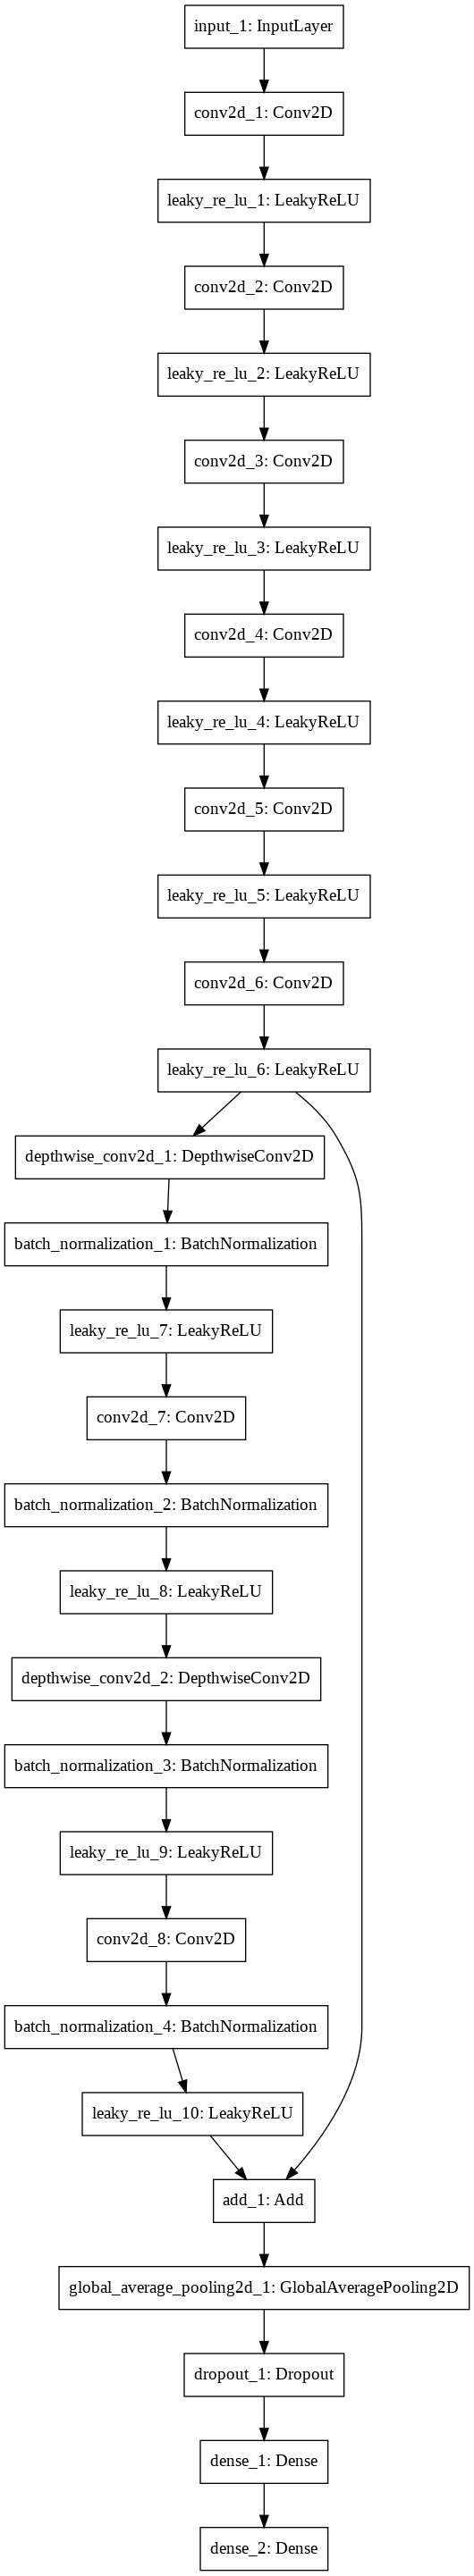 input_1: InputLayer
conv2d_1: Conv2D
leaky_re_lu_1: LeakyReLU
conv2d_2: Conv2D
leaky_re_lu_2: LeakyReLU
conv2d_3: Conv2D
leaky_re_lu_3: LeakyReLU
conv2d_4: Conv2D
leaky_re_lu_4: LeakyReLU
conv2d_5: Conv2D
leaky_re_lu_5: LeakyReLU
conv2d_6: Conv2D
leaky_re_lu_6: LeakyReLU
depthwise_conv2d_1: DepthwiseConv2D
batch_normalization_1: BatchNormalization
leaky_re_lu_7: LeakyReLU
conv2d_7: Conv2D
batch_normalization_2: BatchNormalization
leaky_re_lu_8: LeakyReLU
depthwise_conv2d_2: DepthwiseConv2D
batch_normalization_3: BatchNormalization
leaky_re_lu_9: LeakyReLU
conv2d_8: Conv2D
batch_normalization_4: BatchNormalization
leaky_re_lu_10: LeakyReLU
add_1: Add
global_average_pooling2d_1: GlobalAveragePooling2D
dropout_1: Dropout
dense_1: Dense
dense_2: Dense